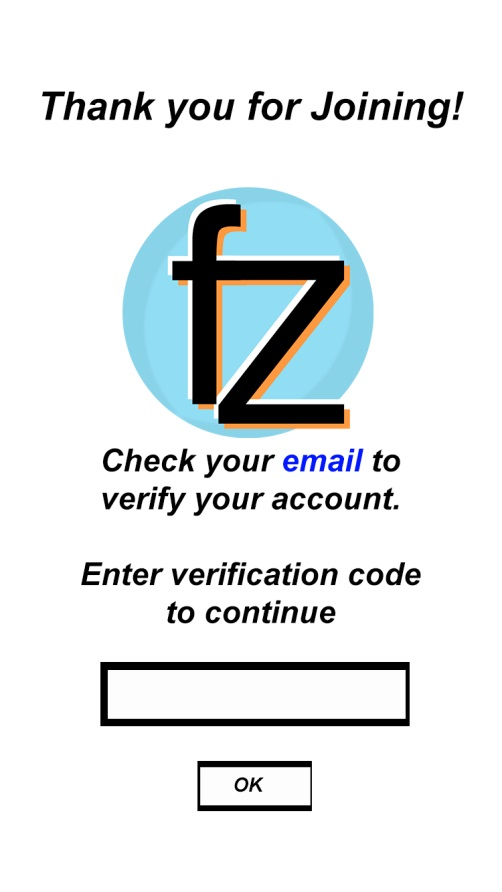 Thank you for Joining!
fz
Check your email to
verify your account.
Enter verification code
to continue
OK